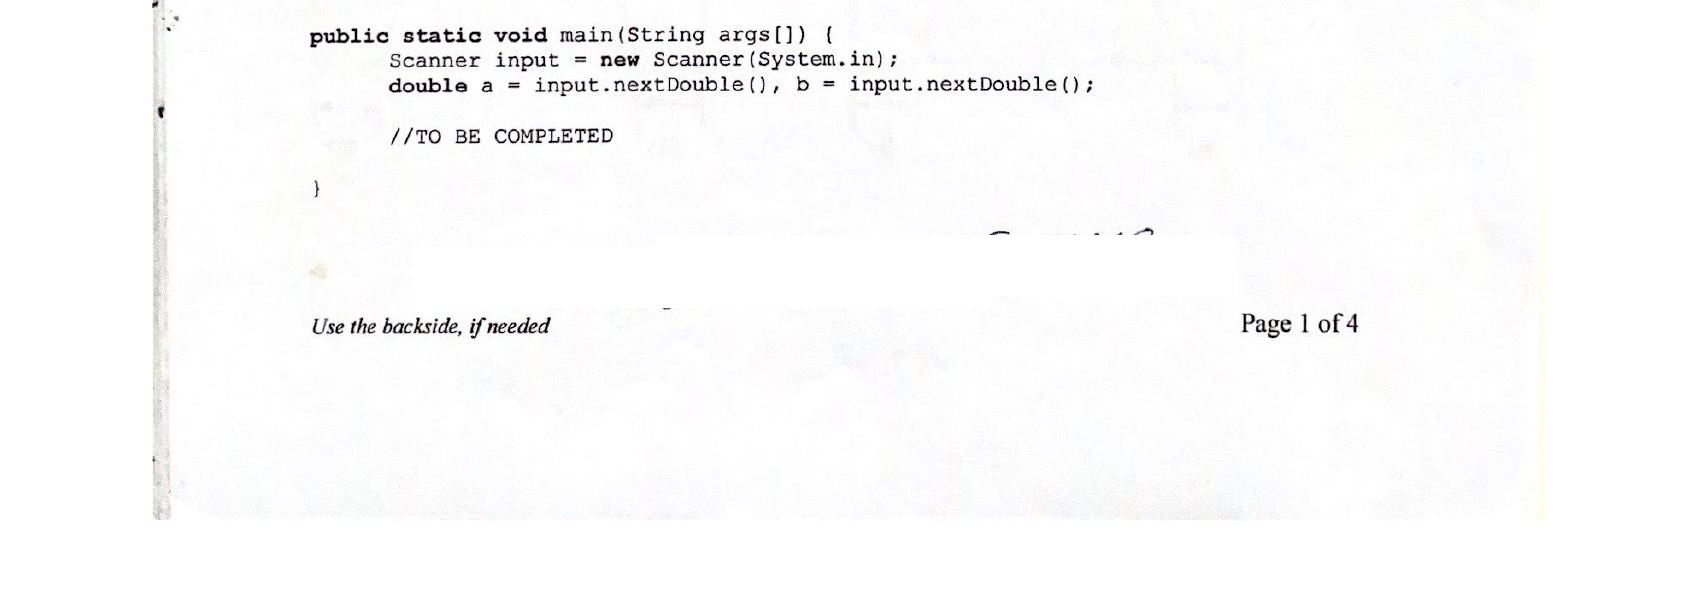 public static void main(String args[]) {
Scanner input = new Scanner(System.in);
double a = input.nextDouble(), b = input.nextDouble();
//TO BE COMPLETED
}
Use the backside, if needed
Page 1 of 4